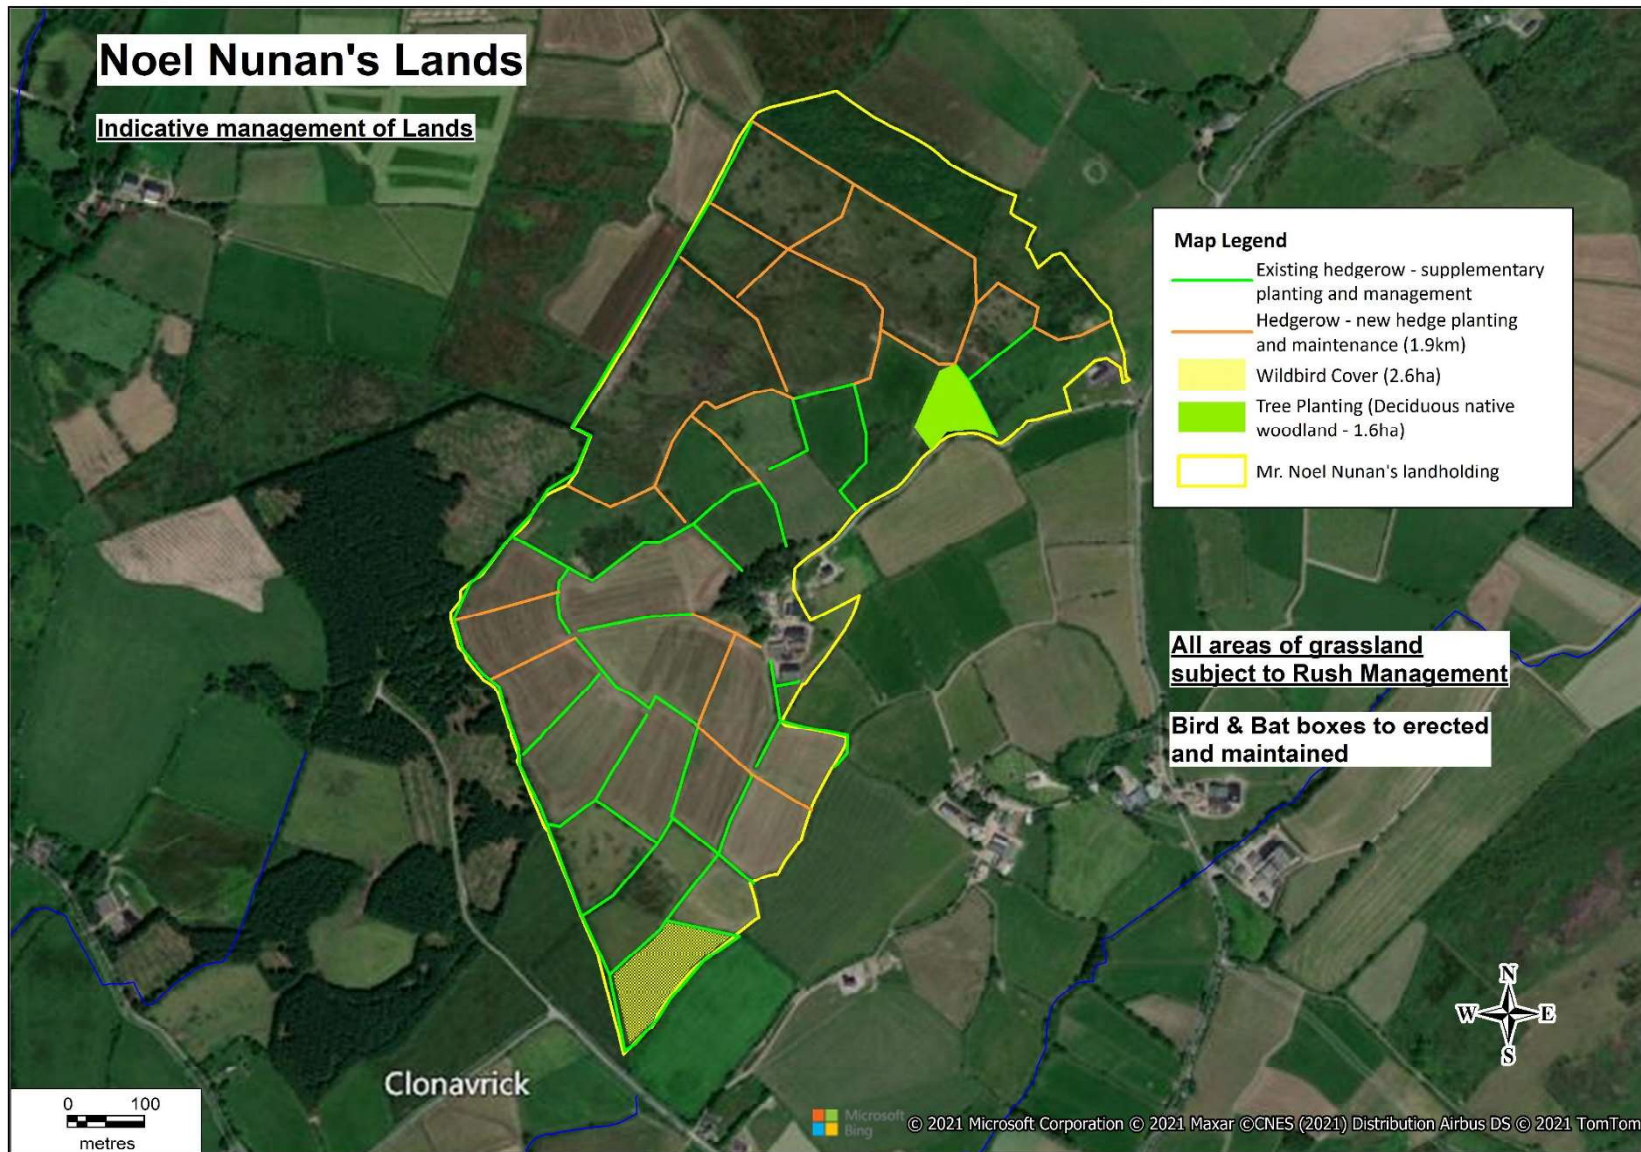 Noel Nunan's Lands
Indicative management of Lands
Map Legend
Existing hedgerow - supplementary
planting and management
Hedgerow - new hedge planting
and maintenance (1.9km)
Wildbird Cover (2.6ha)
Tree Planting (Deciduous native
woodland - 1.6ha)
Mr. Noel Nunan's landholding
All areas of grassland
subject to Rush Management
Bird & Bat boxes to erected
and maintained
N
W E
S
Clonavrick
0 100
metres
Microsoft
Bing
© 2021 Microsoft Corporation © 2021 Maxar ©CNES (2021) Distribution Airbus DS © 2021 TomTom